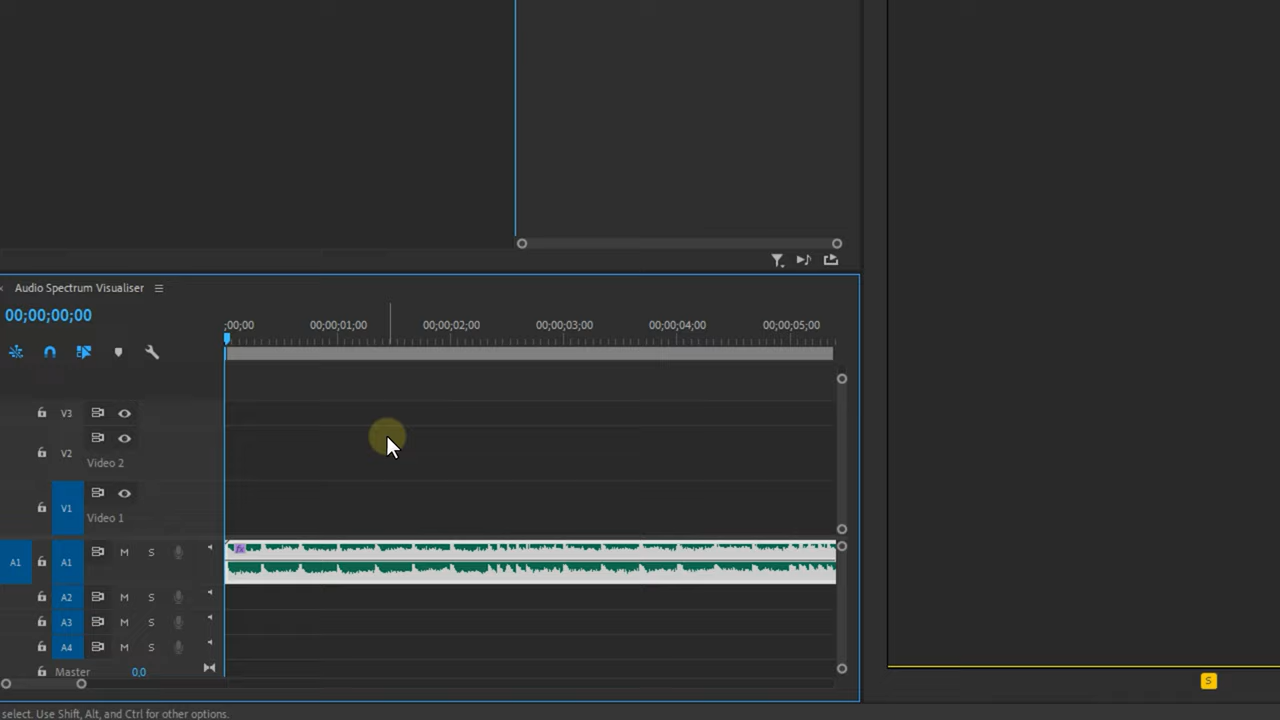 Audio Spectrum Visualiser
00;00;00;00
;00;00 00;00;01;00 00;00;02;00 00;00;03;00 00;00;04;00 00;00;05;00
V3
V2
Video 2
V1
Video 1
fx
A1 A1 M S
A2 M S
A3 M S
A4 M S
Master 0,0
S
select. Use Shift, Alt, and Ctrl for other options.